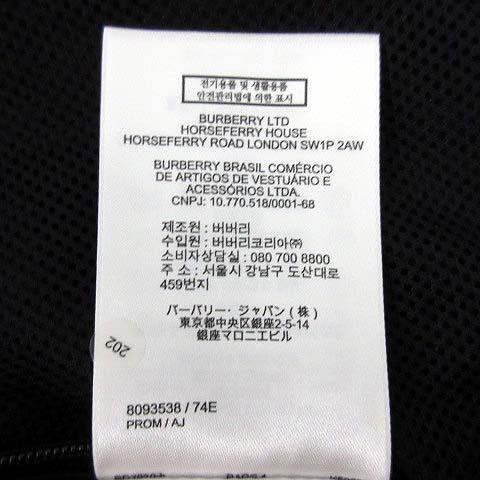 전기용품 및 생활용품
안전관리법에 의한 표시
BURBERRY LTD
HORSEFERRY HOUSE
HORSEFERRY ROAD LONDON SW1P 2AW
BURBERRY BRASIL COMÉRCIO
DE ARTIGOS DE VESTUÁRIO E
ACESSÓRIOS LTDA.
CNPJ: 10.770.518/0001-68
제조원 : 버버리
수입원 : 버버리코리아㈜
소비자상담실 : 080 700 8800
주 소 : 서울시 강남구 도산대로
459번지
バーバリー・ジャパン(株)
東京都中央区銀座2-5-14
銀座マロニエビル
202
8093538 / 74E
PROM / AJ